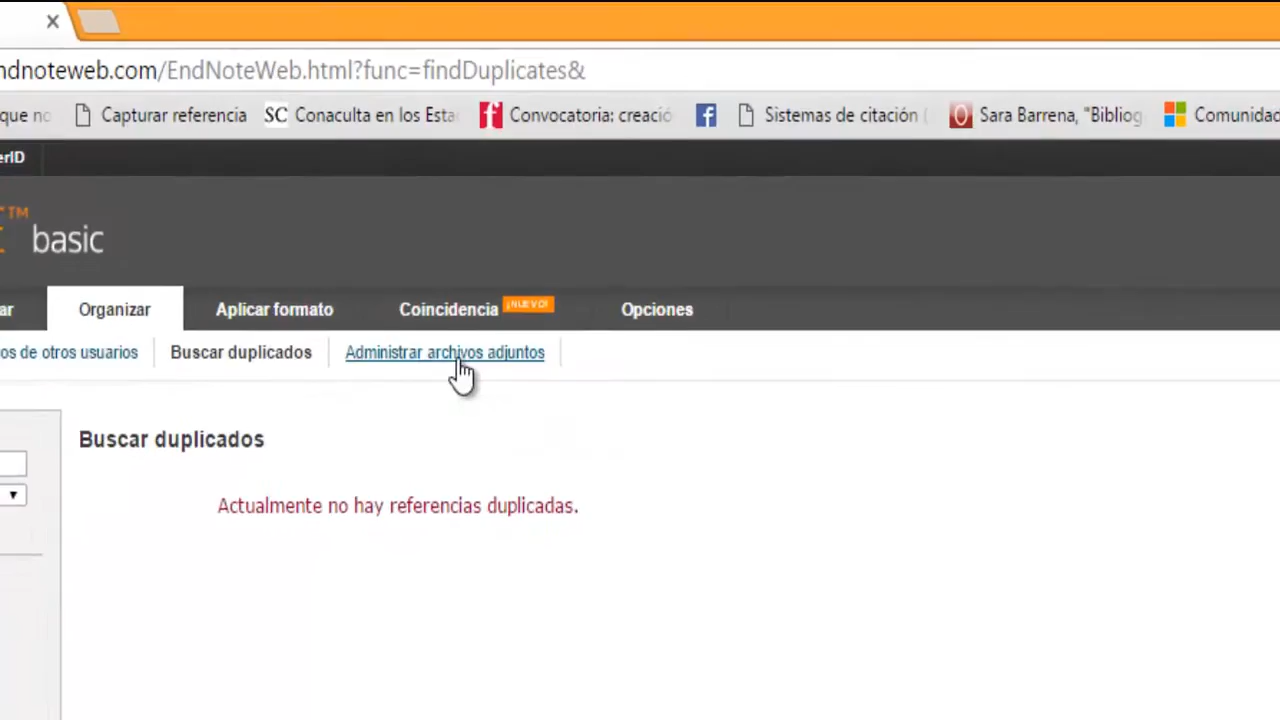 ndnoteweb.com/EndNoteWeb.html?func=findDuplicates&
que no Capturar referencia SC Conaculta en los Esta Convocatoria: creació Sistemas de citación Sara Barrena, "Bibliog Comunidad
erID
basic
ar Organizar Aplicar formato Coincidencia ¡NUEVO! Opciones
os de otros usuarios Buscar duplicados Administrar archivos adjuntos
Buscar duplicados
Actualmente no hay referencias duplicadas.